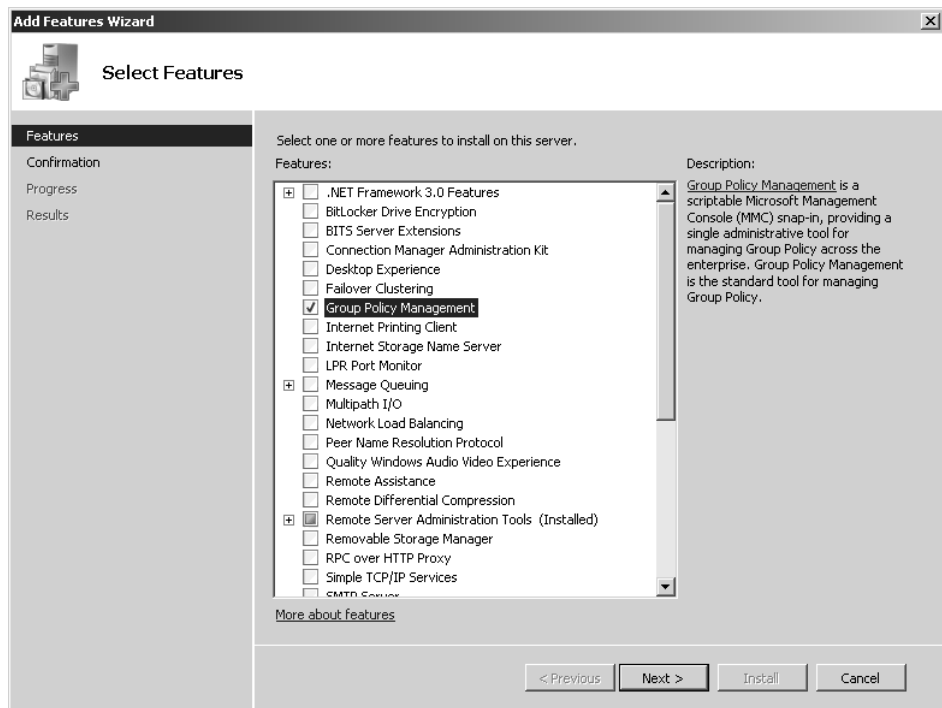 Add Features Wizard
Select Features
Features
Confirmation
Progress
Results
Select one or more features to install on this server.
Features:
.NET Framework 3.0 Features
BitLocker Drive Encryption
BITS Server Extensions
Connection Manager Administration Kit
Desktop Experience
Failover Clustering
Group Policy Management
Internet Printing Client
Internet Storage Name Server
LPR Port Monitor
Message Queuing
Multipath I/O
Network Load Balancing
Peer Name Resolution Protocol
Quality Windows Audio Video Experience
Remote Assistance
Remote Differential Compression
Remote Server Administration Tools (Installed)
Removable Storage Manager
RPC over HTTP Proxy
Simple TCP/IP Services
SMTP Server
More about features
Description:
Group Policy Management is a
scriptable Microsoft Management
Console (MMC) snap-in, providing a
single administrative tool for
managing Group Policy across the
enterprise. Group Policy Management
is the standard tool for managing
Group Policy.
< Previous
Next >
Install
Cancel